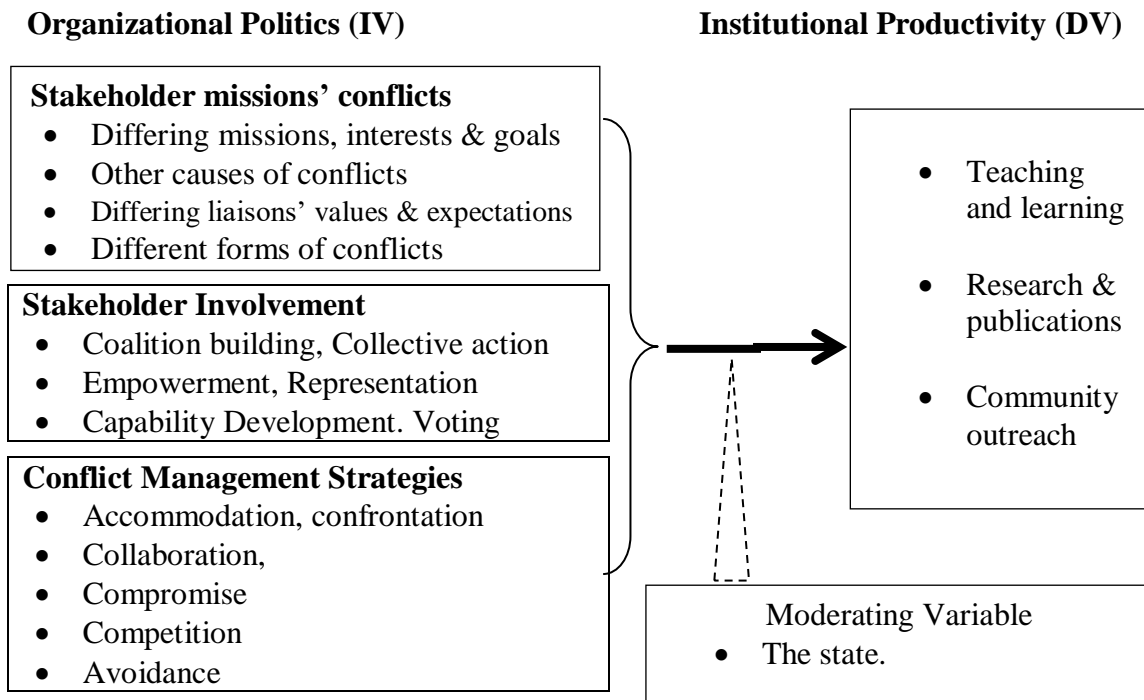 Organizational Politics (IV)
Institutional Productivity (DV)
Stakeholder missions’ conflicts
• Differing missions, interests & goals
• Other causes of conflicts
• Differing liaisons’ values & expectations
• Different forms of conflicts
Stakeholder Involvement
• Coalition building, Collective action
• Empowerment, Representation
• Capability Development. Voting
Conflict Management Strategies
• Accommodation, confrontation
• Collaboration,
• Compromise
• Competition
• Avoidance
• Teaching
and learning
• Research &
publications
• Community
outreach
Moderating Variable
• The state.